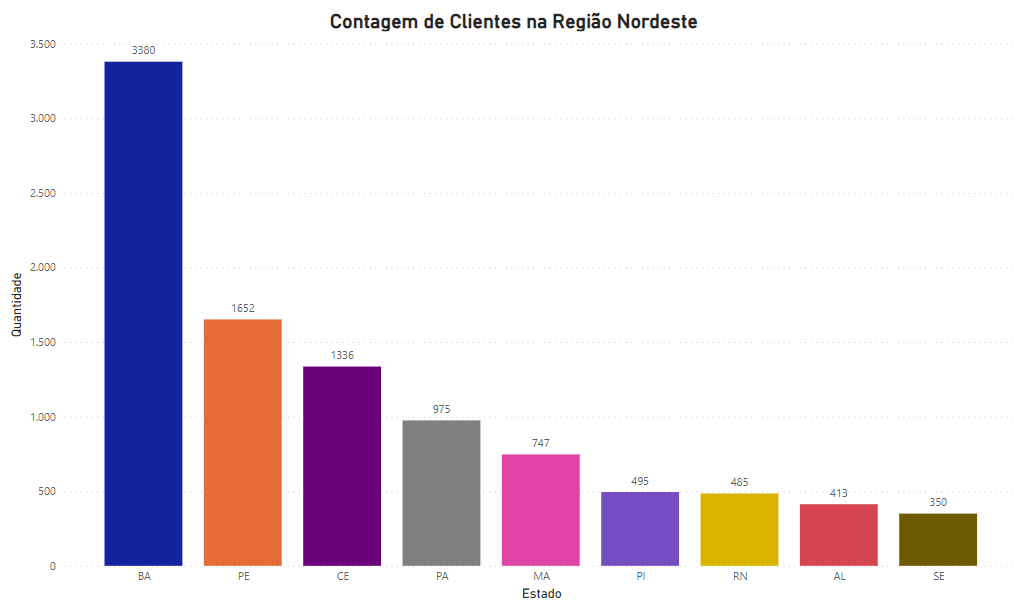 Contagem de Clientes na Região Nordeste
3.500
3.000
2.500
2.000
1.500
1.000
500
0
Quantidade
3380
1652
1336
975
747
495
485
413
350
BA
PE
CE
PA
MA
PI
RN
AL
SE
Estado